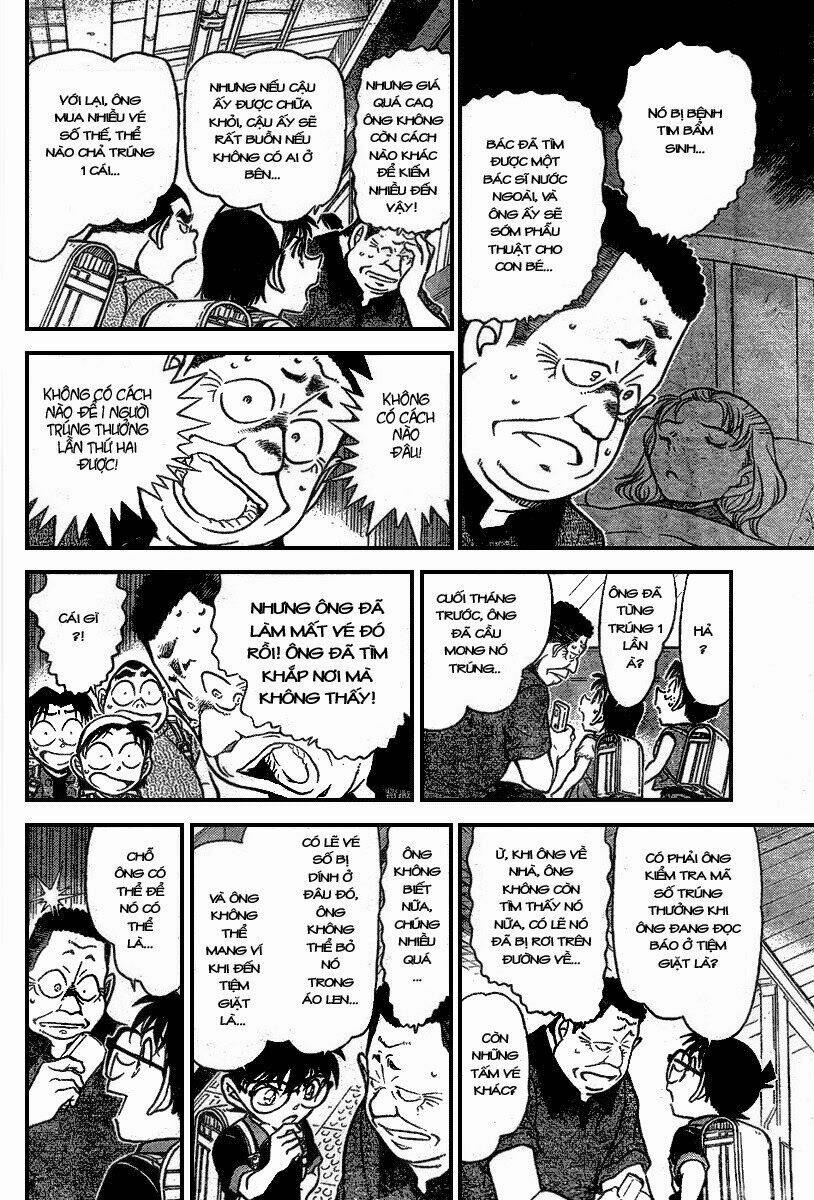 NÓ BỊ BỆNH
TIM BẨM
SINH...
BÁC ĐÃ TÌM
ĐƯỢC MỘT
BÁC SĨ NƯỚC
NGOÀI, VÀ
ÔNG ẤY SẼ
SỚM PHẪU
THUẬT CHO
CON BÉ...
NHƯNG GIÁ
QUÁ CAO,
ÔNG KHÔNG
CÒN CÁCH
NÀO KHÁC
ĐỂ KIẾM
NHIỀU ĐẾN
VẬY!
NHƯNG NẾU CẬU
ẤY ĐƯỢC CHỮA
KHỎI, CẬU ẤY SẼ
RẤT BUỒN NẾU
KHÔNG CÓ AI Ở
BÊN...
VỚI LẠI, ÔNG
MUA NHIỀU VÉ
SỐ THẾ, THỂ
NÀO CHẢ TRÚNG
1 CÁI...
KHÔNG
CÓ CÁCH
NÀO
ĐÂU!
KHÔNG CÓ CÁCH
NÀO ĐỂ 1 NGƯỜI
TRÚNG THƯỞNG
LẦN THỨ HAI
ĐƯỢC!
HẢ
?
ÔNG ĐÃ
TỪNG
TRÚNG 1
LẦN
À?
CUỐI THÁNG
TRƯỚC, ÔNG
ĐÃ CẦU
MONG NÓ
TRÚNG..
NHƯNG ÔNG ĐÃ
LÀM MẤT VÉ ĐÓ
RỒI! ÔNG ĐÃ TÌM
KHẮP NƠI MÀ
KHÔNG THẤY!
CÁI GÌ
?!
CÓ PHẢI ÔNG
KIỂM TRA MÃ
SỐ TRÚNG
THƯỞNG KHI
ÔNG ĐANG ĐỌC
BÁO Ở TIỆM
GIẶT LÀ?
Ừ, KHI ÔNG VỀ
NHÀ, ÔNG
KHÔNG CÒN
TÌM THẤY NÓ
NỮA, CÓ LẼ NÓ
ĐÃ BỊ RƠI TRÊN
ĐƯỜNG VỀ...
CÒN
NHỮNG
TẤM VÉ
KHÁC?
ÔNG
KHÔNG
BIẾT
NỮA,
CHÚNG
NHIỀU
QUÁ
...
CÓ LẼ VÉ
SỐ BỊ
DÍNH Ở
ĐÂU ĐÓ,
ÔNG
KHÔNG
THỂ BỎ
NÓ
TRONG
ÁO LEN...
VÀ ÔNG
KHÔNG
THỂ
MANG VÍ
KHI ĐẾN
TIỆM
GIẶT
LÀ...
CHỖ
ÔNG CÓ
THỂ ĐỂ
NÓ CÓ
THỂ
LÀ...